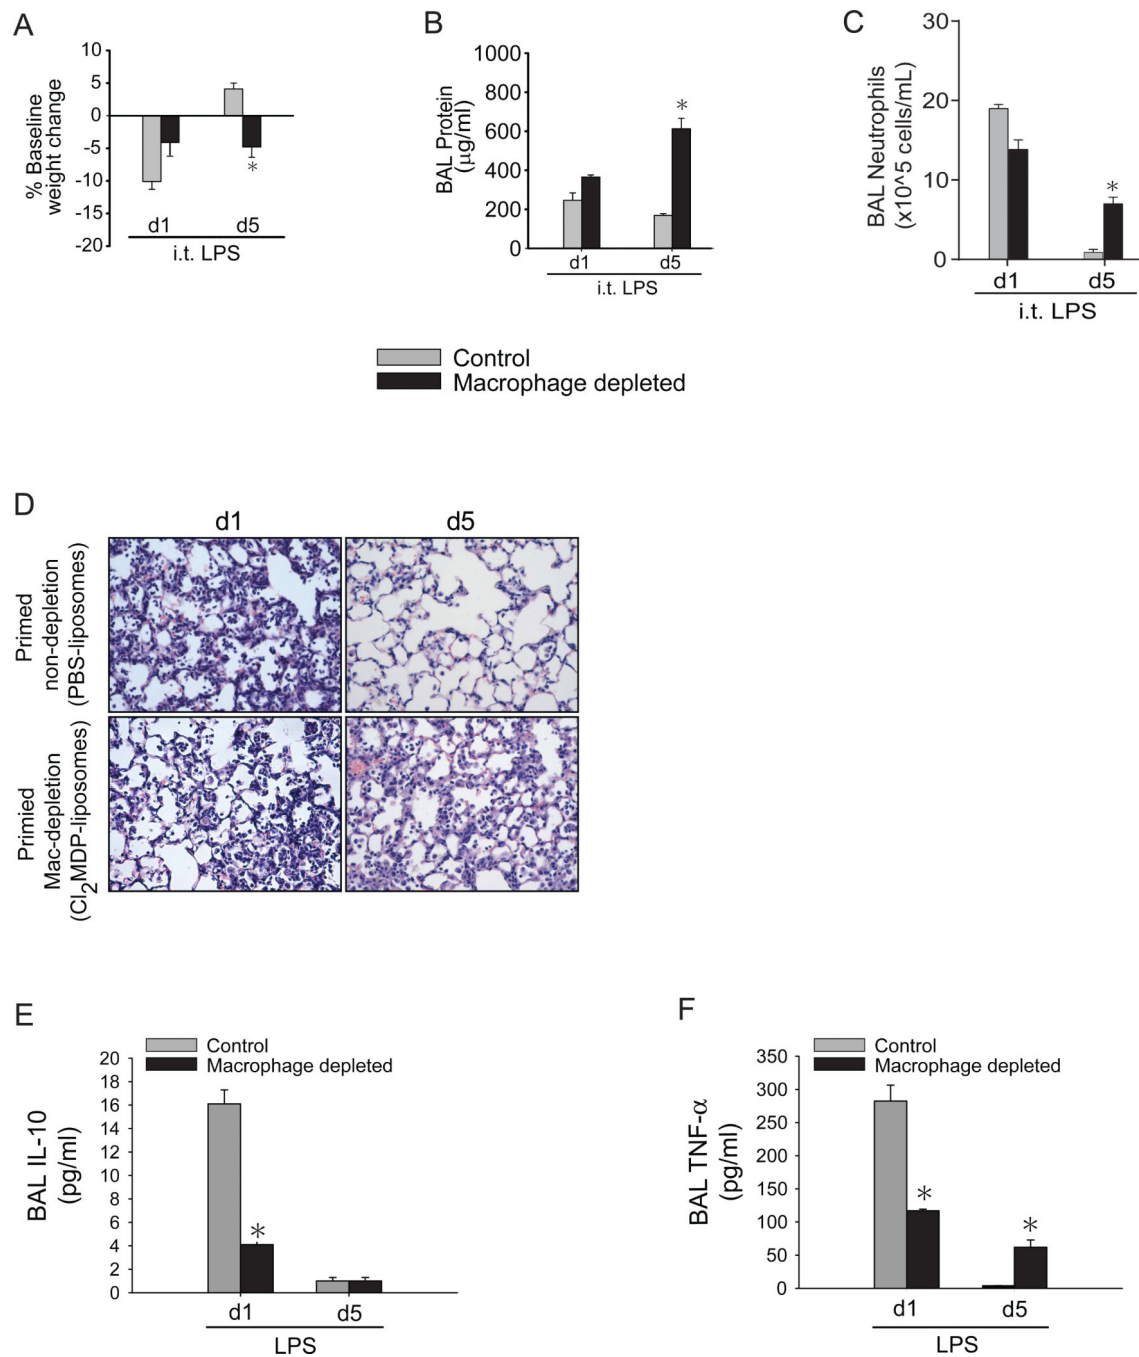 A
% Baseline
weight change
10
5
0
-5
-10
-15
-20
d1
d5
*
i.t. LPS
B
BAL Protein
(μg/ml)
1000
800
600
400
200
0
*
d1
d5
i.t. LPS
C
BAL Neutrophils
(x10^5 cells/mL)
30
20
10
0
*
d1
d5
i.t. LPS
Control
Macrophage depleted
D
d1
d5
Primed
non-depletion
(PBS-liposomes)
Primied
Mac-depletion
(Cl2MDP-liposomes)
E
Control
Macrophage depleted
BAL IL-10
(pg/ml)
20
18
16
14
12
10
8
6
4
2
0
*
d1
d5
LPS
F
Control
Macrophage depleted
BAL TNF-α
(pg/ml)
350
300
250
200
150
100
50
0
*
*
d1
d5
LPS